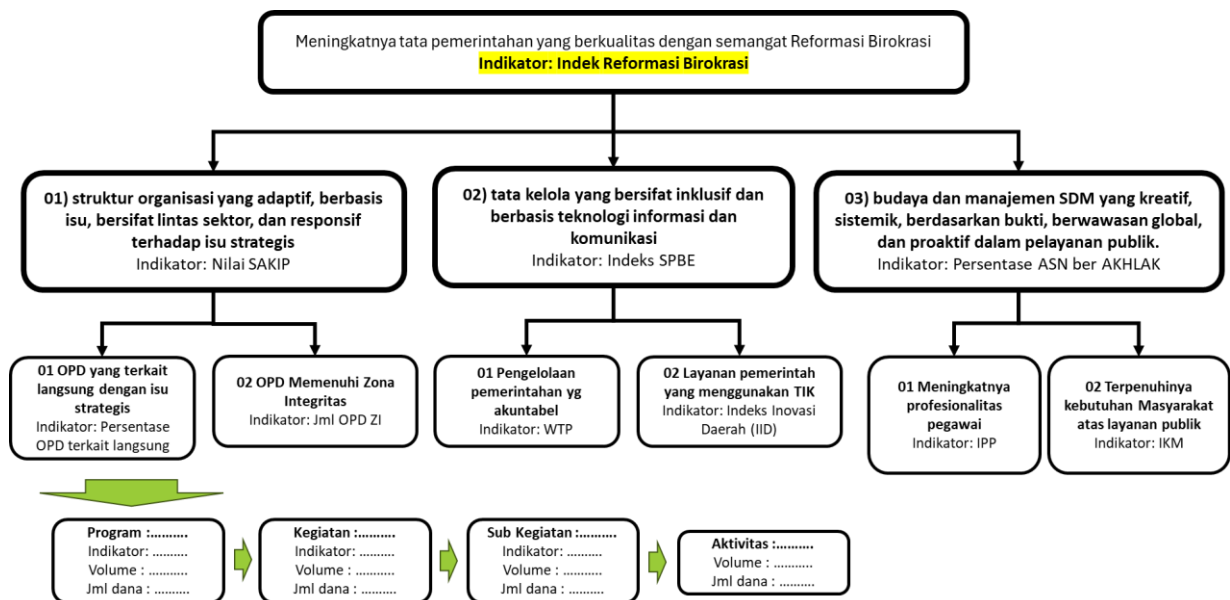 Meningkatnya tata pemerintahan yang berkualitas dengan semangat Reformasi Birokrasi
Indikator: Indek Reformasi Birokrasi
01) struktur organisasi yang adaptif, berbasis
isu, bersifat lintas sektor, dan responsif
terhadap isu strategis
Indikator: Nilai SAKIP
02) tata kelola yang bersifat inklusif dan
berbasis teknologi informasi dan
komunikasi
Indikator: Indeks SPBE
03) budaya dan manajemen SDM yang kreatif,
sistemik, berdasarkan bukti, berwawasan global,
dan proaktif dalam pelayanan publik.
Indikator: Persentase ASN ber AKHLAK
01 OPD yang terkait
langsung dengan isu
strategis
Indikator: Persentase
OPD terkait langsung
02 OPD Memenuhi Zona
Integritas
Indikator: Jml OPD ZI
01 Pengelolaan
pemerintahan yg
akuntabel
Indikator: WTP
02 Layanan pemerintah
yang menggunakan TIK
Indikator: Indeks Inovasi
Daerah (IID)
01 Meningkatnya
profesionalitas
pegawai
Indikator: IPP
02 Terpenuhinya
kebutuhan Masyarakat
atas layanan publik
Indikator: IKM
Program :..........
Indikator: ..........
Volume : ...........
Jml dana : ..........
Kegiatan :..........
Indikator: ..........
Volume : ...........
Jml dana : ..........
Sub Kegiatan :..........
Indikator: ..........
Volume : ...........
Jml dana : ..........
Aktivitas :..........
Volume : ...........
Jml dana : ..........